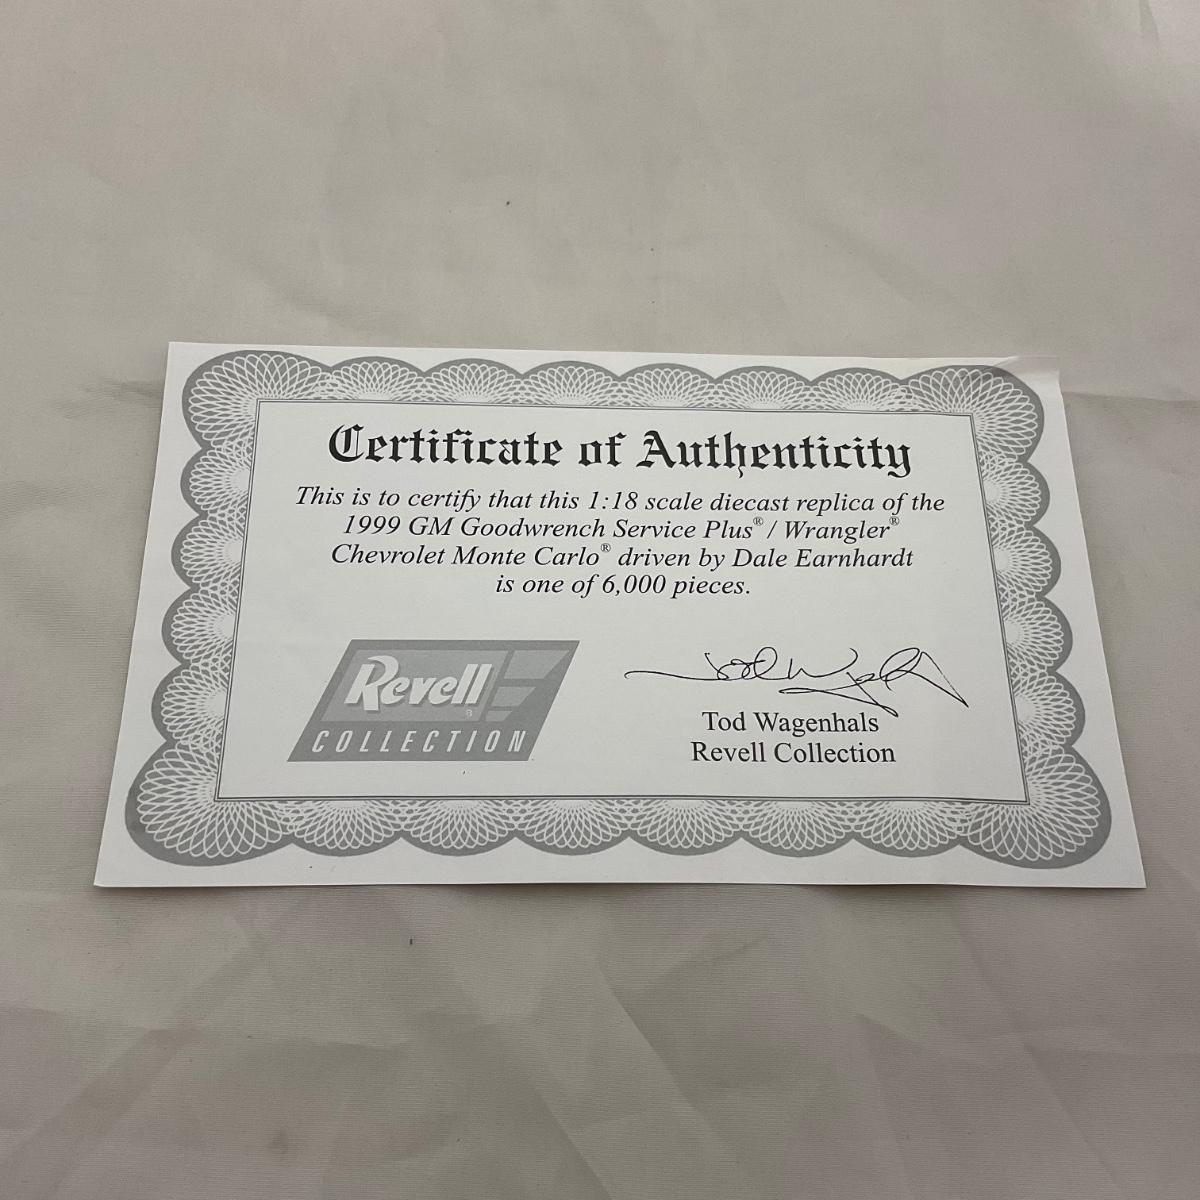 Certificate of Authenticity
This is to certify that this 1:18 scale diecast replica of the
1999 GM Goodwrench Service Plus® / Wrangler®
Chevrolet Monte Carlo® driven by Dale Earnhardt
is one of 6,000 pieces.
Revell®
COLLECTION
Tod Wagenhals
Revell Collection